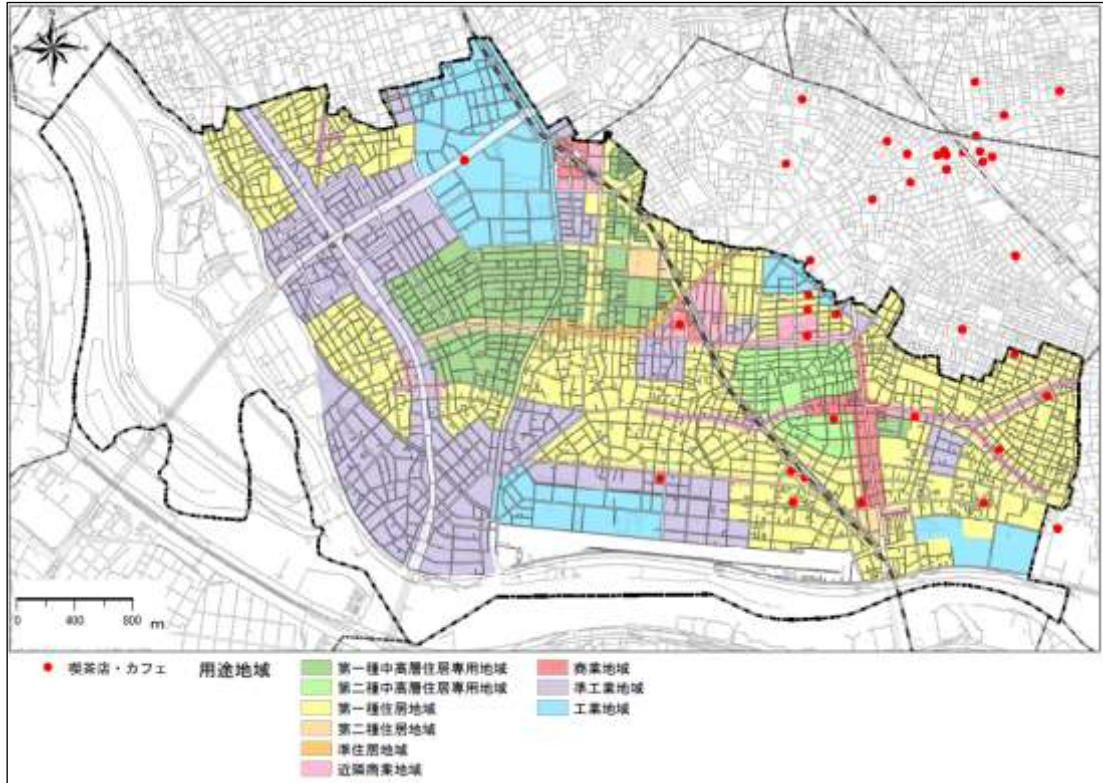 0 400 800 m
喫茶店・カフェ 用途地域
第一種中高層住居専用地域
第二種中高層住居専用地域
第一種住居地域
第二種住居地域
準住居地域
近隣商業地域
商業地域
準工業地域
工業地域